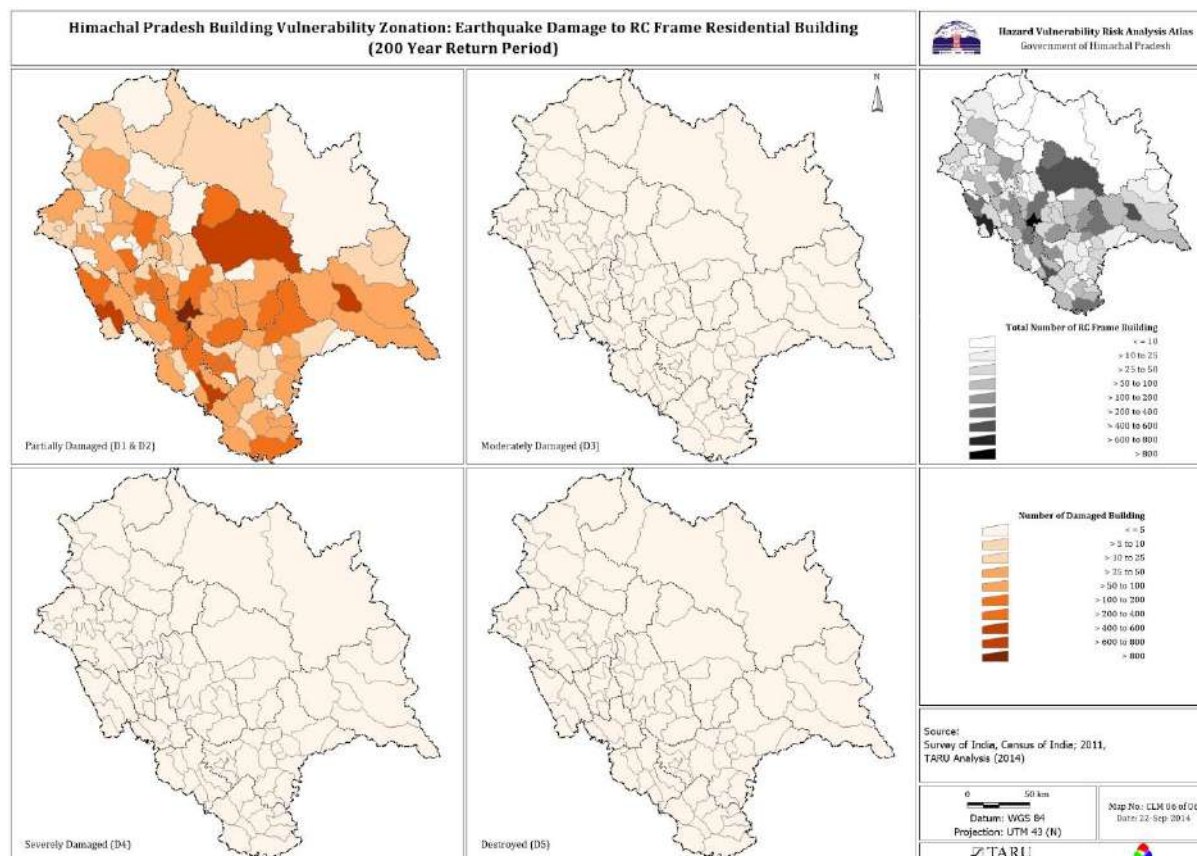 Himachal Pradesh Building Vulnerability Zonation: Earthquake Damage to RC Frame Residential Building
(200 Year Return Period)
Hazard Vulnerability Risk Analysis Atlas
Government of Himachal Pradesh
N
Partially Damaged (D1 & D2)
Moderately Damaged (D3)
Total Number of RC Frame Building
< = 10
> 10 to 25
> 25 to 50
> 50 to 100
> 100 to 200
> 200 to 400
> 400 to 600
> 600 to 800
> 800
Severely Damaged (D4)
Destroyed (D5)
Number of Damaged Building
< = 5
> 5 to 10
> 10 to 25
> 25 to 50
> 50 to 100
> 100 to 200
> 200 to 400
> 400 to 600
> 600 to 800
> 800
Source:
Survey of India, Census of India; 2011,
TARU Analysis (2014)
0 50 km
Datum: WGS 84
Projection: UTM 43 (N)
Map No.: CLM 06 of 06
Date: 22-Sep 2014
TARU